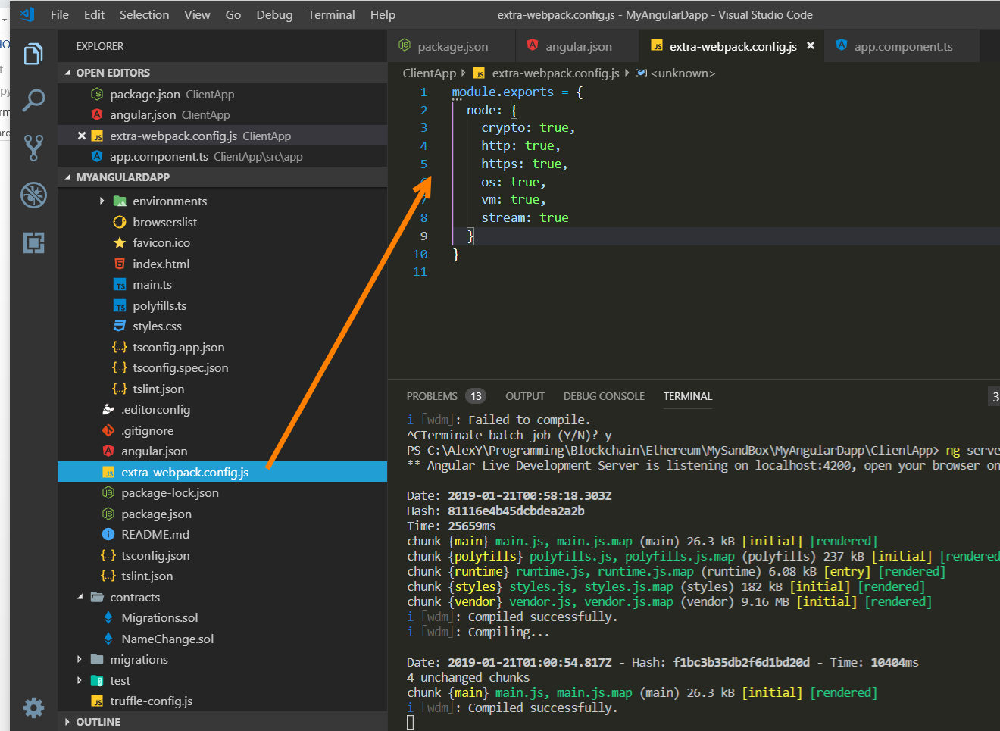 File Edit Selection View Go Debug Terminal Help
extra-webpack.config.js - MyAngularDapp - Visual Studio Code
EXPLORER
OPEN EDITORS
package.json ClientApp
angular.json ClientApp
extra-webpack.config.js ClientApp
app.component.ts ClientApp\src\app
MYANGULARDAPP
environments
browserslist
favicon.ico
index.html
main.ts
polyfills.ts
styles.css
tsconfig.app.json
tsconfig.spec.json
tslint.json
.editorconfig
.gitignore
angular.json
extra-webpack.config.js
package-lock.json
package.json
README.md
tsconfig.json
tslint.json
contracts
Migrations.sol
NameChange.sol
migrations
test
truffle-config.js
OUTLINE
package.json angular.json extra-webpack.config.js app.component.ts
ClientApp extra-webpack.config.js <unknown>
1 module.exports = {
2 node: {
3 crypto: true,
4 http: true,
5 https: true,
6 os: true,
7 vm: true,
8 stream: true
9 }
10 }
11
PROBLEMS 13 OUTPUT DEBUG CONSOLE TERMINAL 3
i ｢wdm｣: Failed to compile.
^CTerminate batch job (Y/N)? y
PS C:\AlexY\Programming\Blockchain\Ethereum\MySandBox\MyAngularDapp\ClientApp> ng serve
** Angular Live Development Server is listening on localhost:4200, open your browser on
Date: 2019-01-21T00:58:18.303Z
Hash: 81116e4b45dcbdea2a2b
Time: 25659ms
chunk {main} main.js, main.js.map (main) 26.3 kB [initial] [rendered]
chunk {polyfills} polyfills.js, polyfills.js.map (polyfills) 237 kB [initial] [rendered
chunk {runtime} runtime.js, runtime.js.map (runtime) 6.08 kB [entry] [rendered]
chunk {styles} styles.js, styles.js.map (styles) 182 kB [initial] [rendered]
chunk {vendor} vendor.js, vendor.js.map (vendor) 9.16 MB [initial] [rendered]
i ｢wdm｣: Compiled successfully.
i ｢wdm｣: Compiling...
Date: 2019-01-21T01:00:54.817Z - Hash: f1bc3b35db2f6d1bd20d - Time: 10404ms
4 unchanged chunks
chunk {main} main.js, main.js.map (main) 26.3 kB [initial] [rendered]
i ｢wdm｣: Compiled successfully.